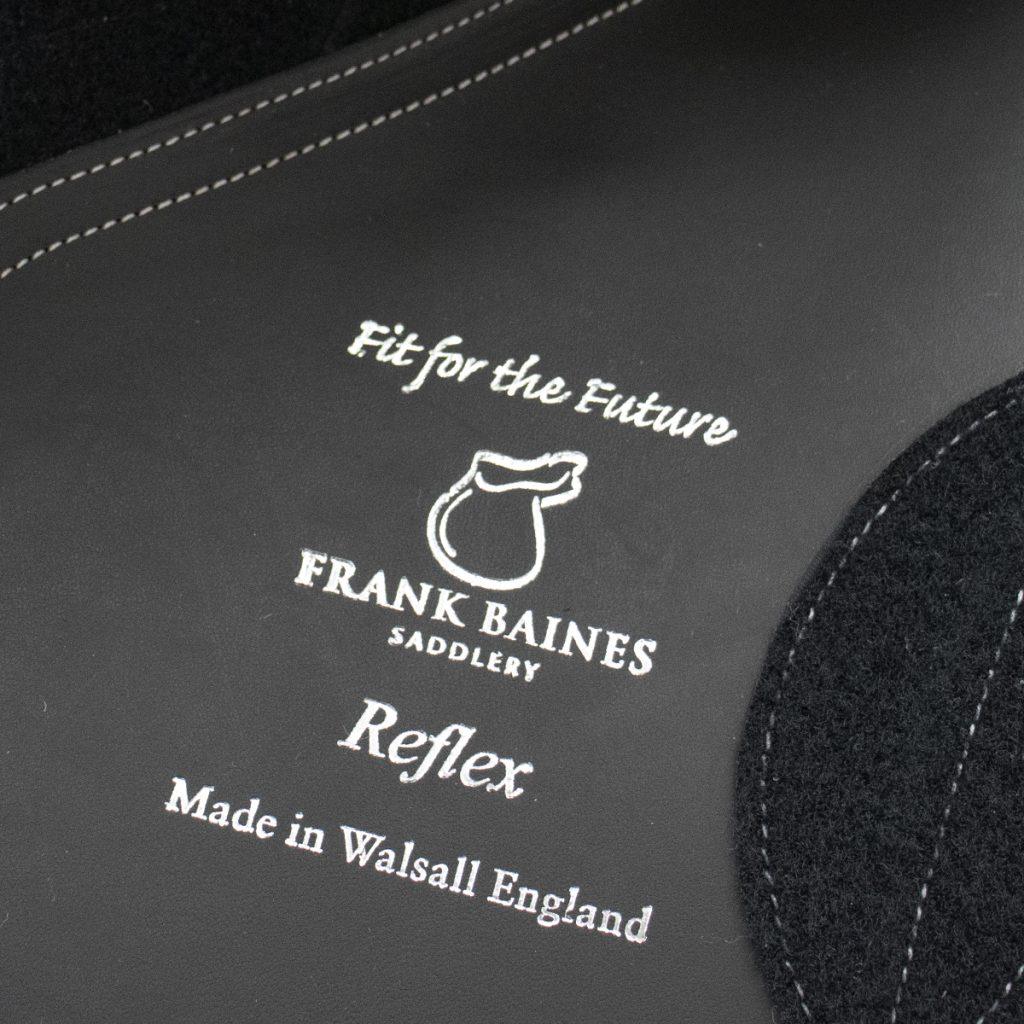 Fit for the Future
FRANK BAINES
SADDLERY
Reflex
Made in Walsall England